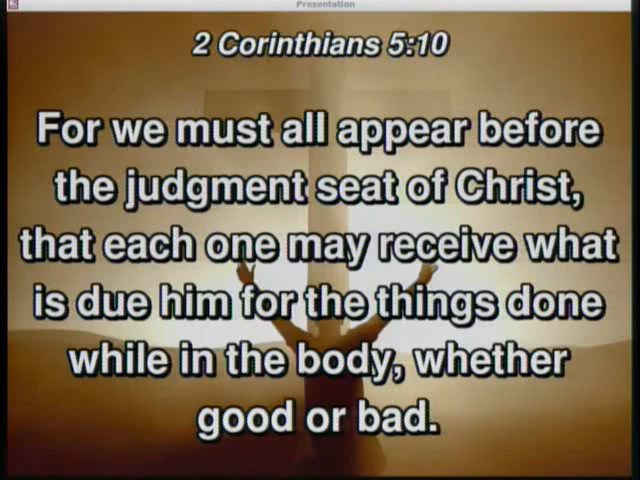 Presentation
2 Corinthians 5:10
For we must all appear before
the judgment seat of Christ,
that each one may receive what
is due him for the things done
while in the body, whether
good or bad.